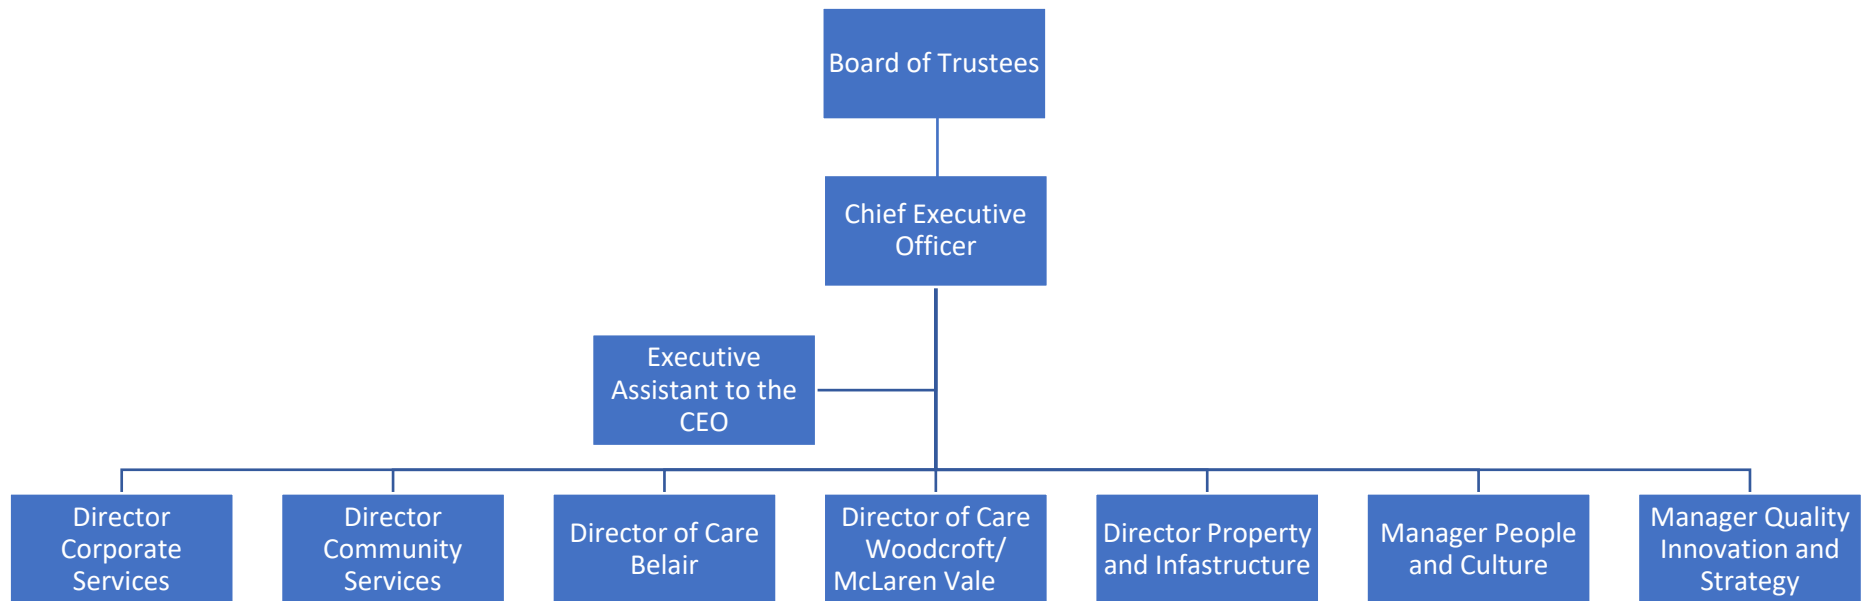 Board of Trustees
Chief Executive
Officer
Executive
Assistant to the
CEO
Director
Corporate
Services
Director
Community
Services
Director of Care
Belair
Director of Care
Woodcroft/
McLaren Vale
Director Property
and Infastructure
Manager People
and Culture
Manager Quality
Innovation and
Strategy